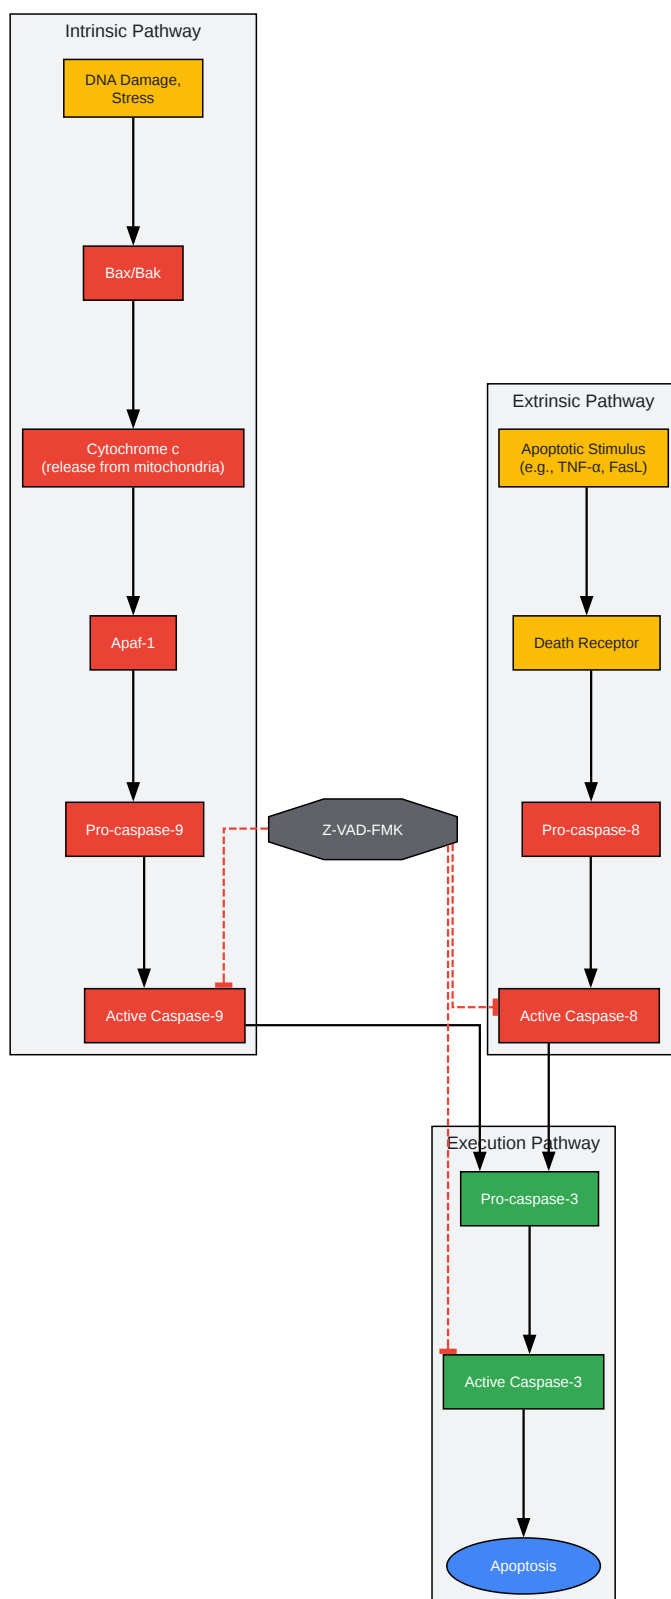 Intrinsic Pathway
DNA Damage,
Stress
Bax/Bak
Cytochrome c
(release from mitochondria)
Apaf-1
Pro-caspase-9
Active Caspase-9
Z-VAD-FMK
Extrinsic Pathway
Apoptotic Stimulus
(e.g., TNF-α, FasL)
Death Receptor
Pro-caspase-8
Active Caspase-8
Execution Pathway
Pro-caspase-3
Active Caspase-3
Apoptosis